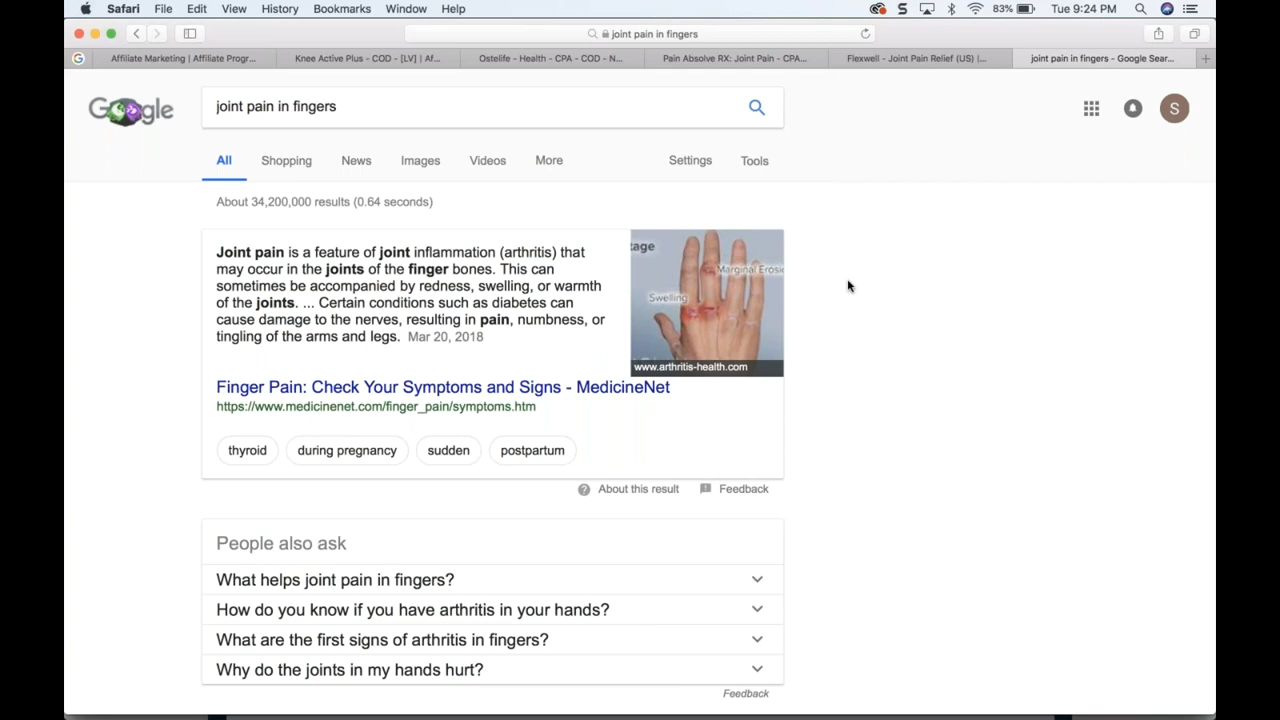 Safari File Edit View History Bookmarks Window Help 83% Tue 9:24 PM
joint pain in fingers
Affiliate Marketing | Affiliate Progr... Knee Active Plus - COD - [LV] | Af... Ostelife - Health - CPA - COD - N... Pain Absolve RX: Joint Pain - CPA... Flexwell - Joint Pain Relief (US) |... joint pain in fingers - Google Sear...
Google joint pain in fingers S
All Shopping News Images Videos More Settings Tools
About 34,200,000 results (0.64 seconds)
Joint pain is a feature of joint inflammation (arthritis) that
may occur in the joints of the finger bones. This can
sometimes be accompanied by redness, swelling, or warmth
of the joints. ... Certain conditions such as diabetes can
cause damage to the nerves, resulting in pain, numbness, or
tingling of the arms and legs. Mar 20, 2018
tage
Marginal Erosi
Swelling
www.arthritis-health.com
Finger Pain: Check Your Symptoms and Signs - MedicineNet
https://www.medicinenet.com/finger_pain/symptoms.htm
thyroid during pregnancy sudden postpartum
About this result Feedback
People also ask
What helps joint pain in fingers?
How do you know if you have arthritis in your hands?
What are the first signs of arthritis in fingers?
Why do the joints in my hands hurt?
Feedback